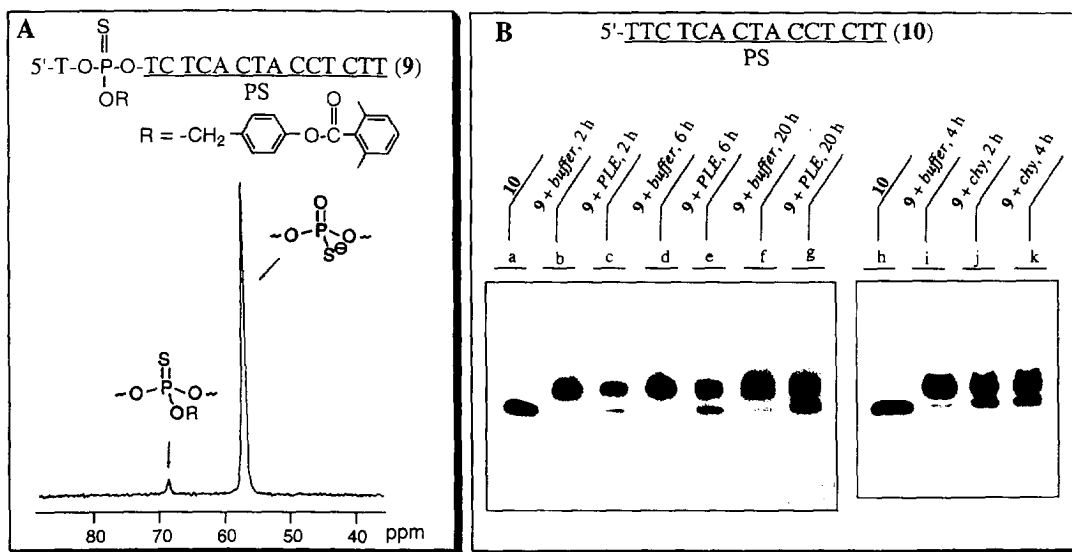 A
S
5'-T-O-P-O-TC TCA CTA CCT CTT (9)
OR
PS
O
R = -CH2 O-C
O
~O P O~
S⊖
S
~O P O~
OR
80 70 60 50 40 ppm
B
5'-TTC TCA CTA CCT CTT (10)
PS
10
9 + buffer, 2 h
9 + PLE, 2 h
9 + buffer, 6 h
9 + PLE, 6 h
9 + buffer, 20 h
9 + PLE, 20 h
a b c d e f g
10
9 + buffer, 4 h
9 + chy, 2 h
9 + chy, 4 h
h i j k